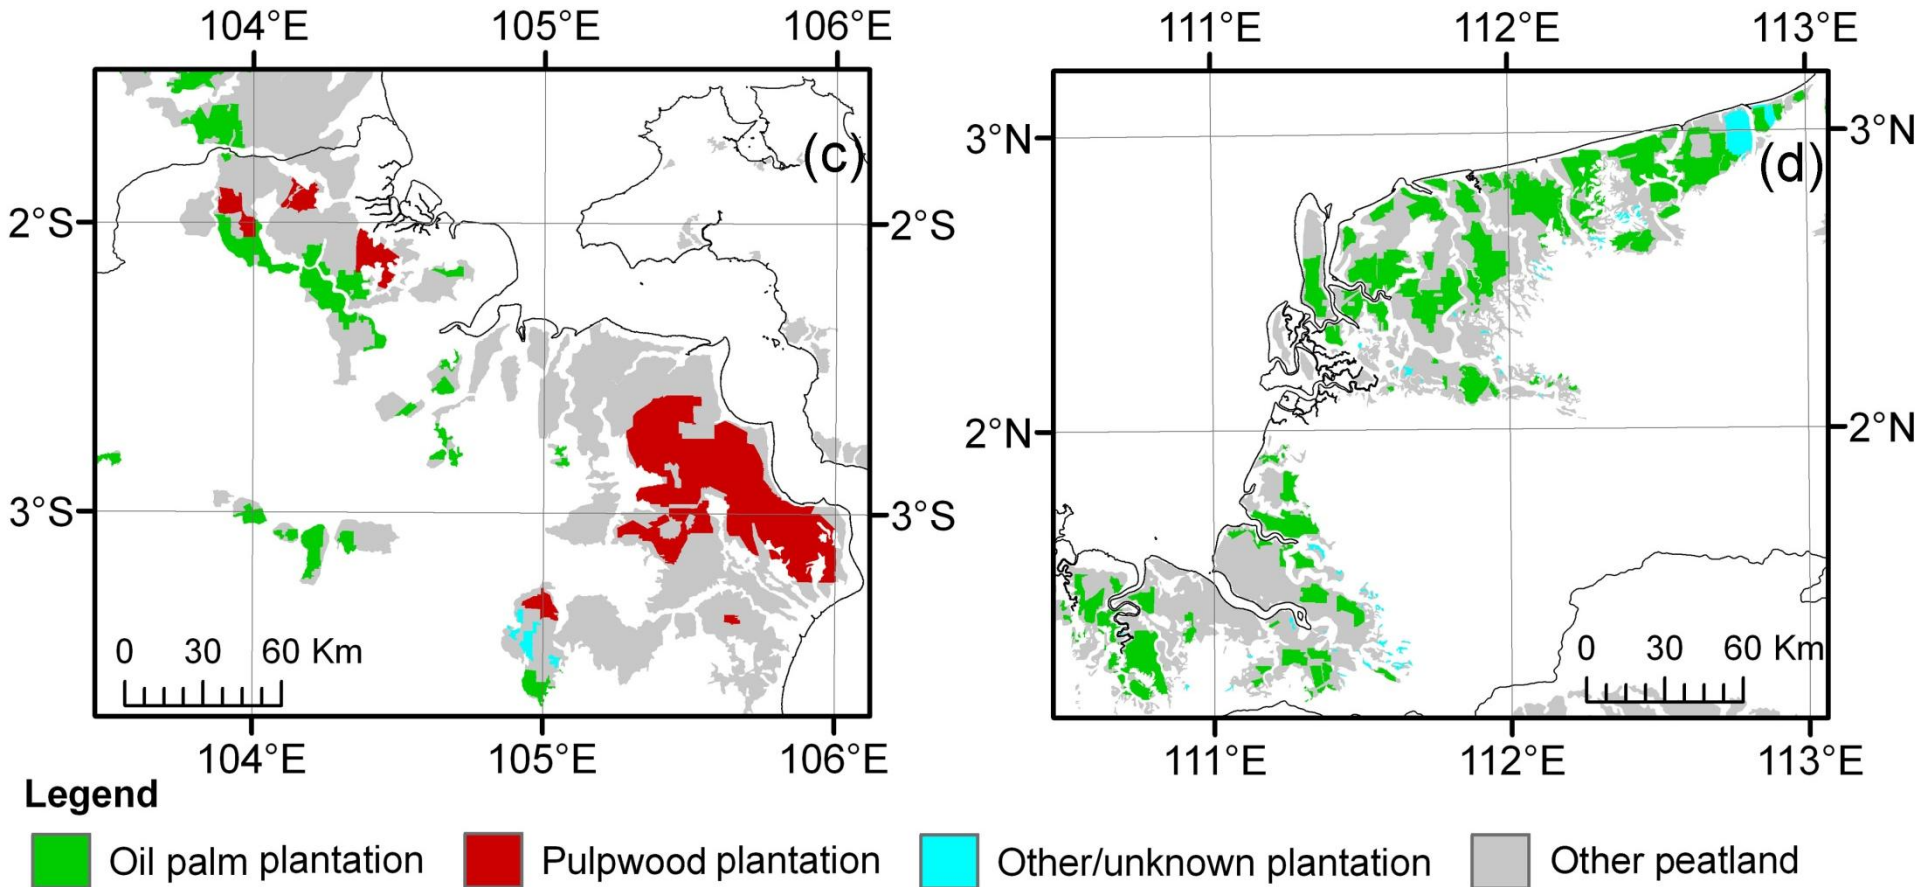 104°E 105°E 106°E 111°E 112°E 113°E
3°N 3°N
(c) (d)
2°S 2°S
2°N 2°N
3°S 3°S
0 30 60 Km 0 30 60 Km
104°E 105°E 106°E 111°E 112°E 113°E
Legend
Oil palm plantation Pulpwood plantation Other/unknown plantation Other peatland